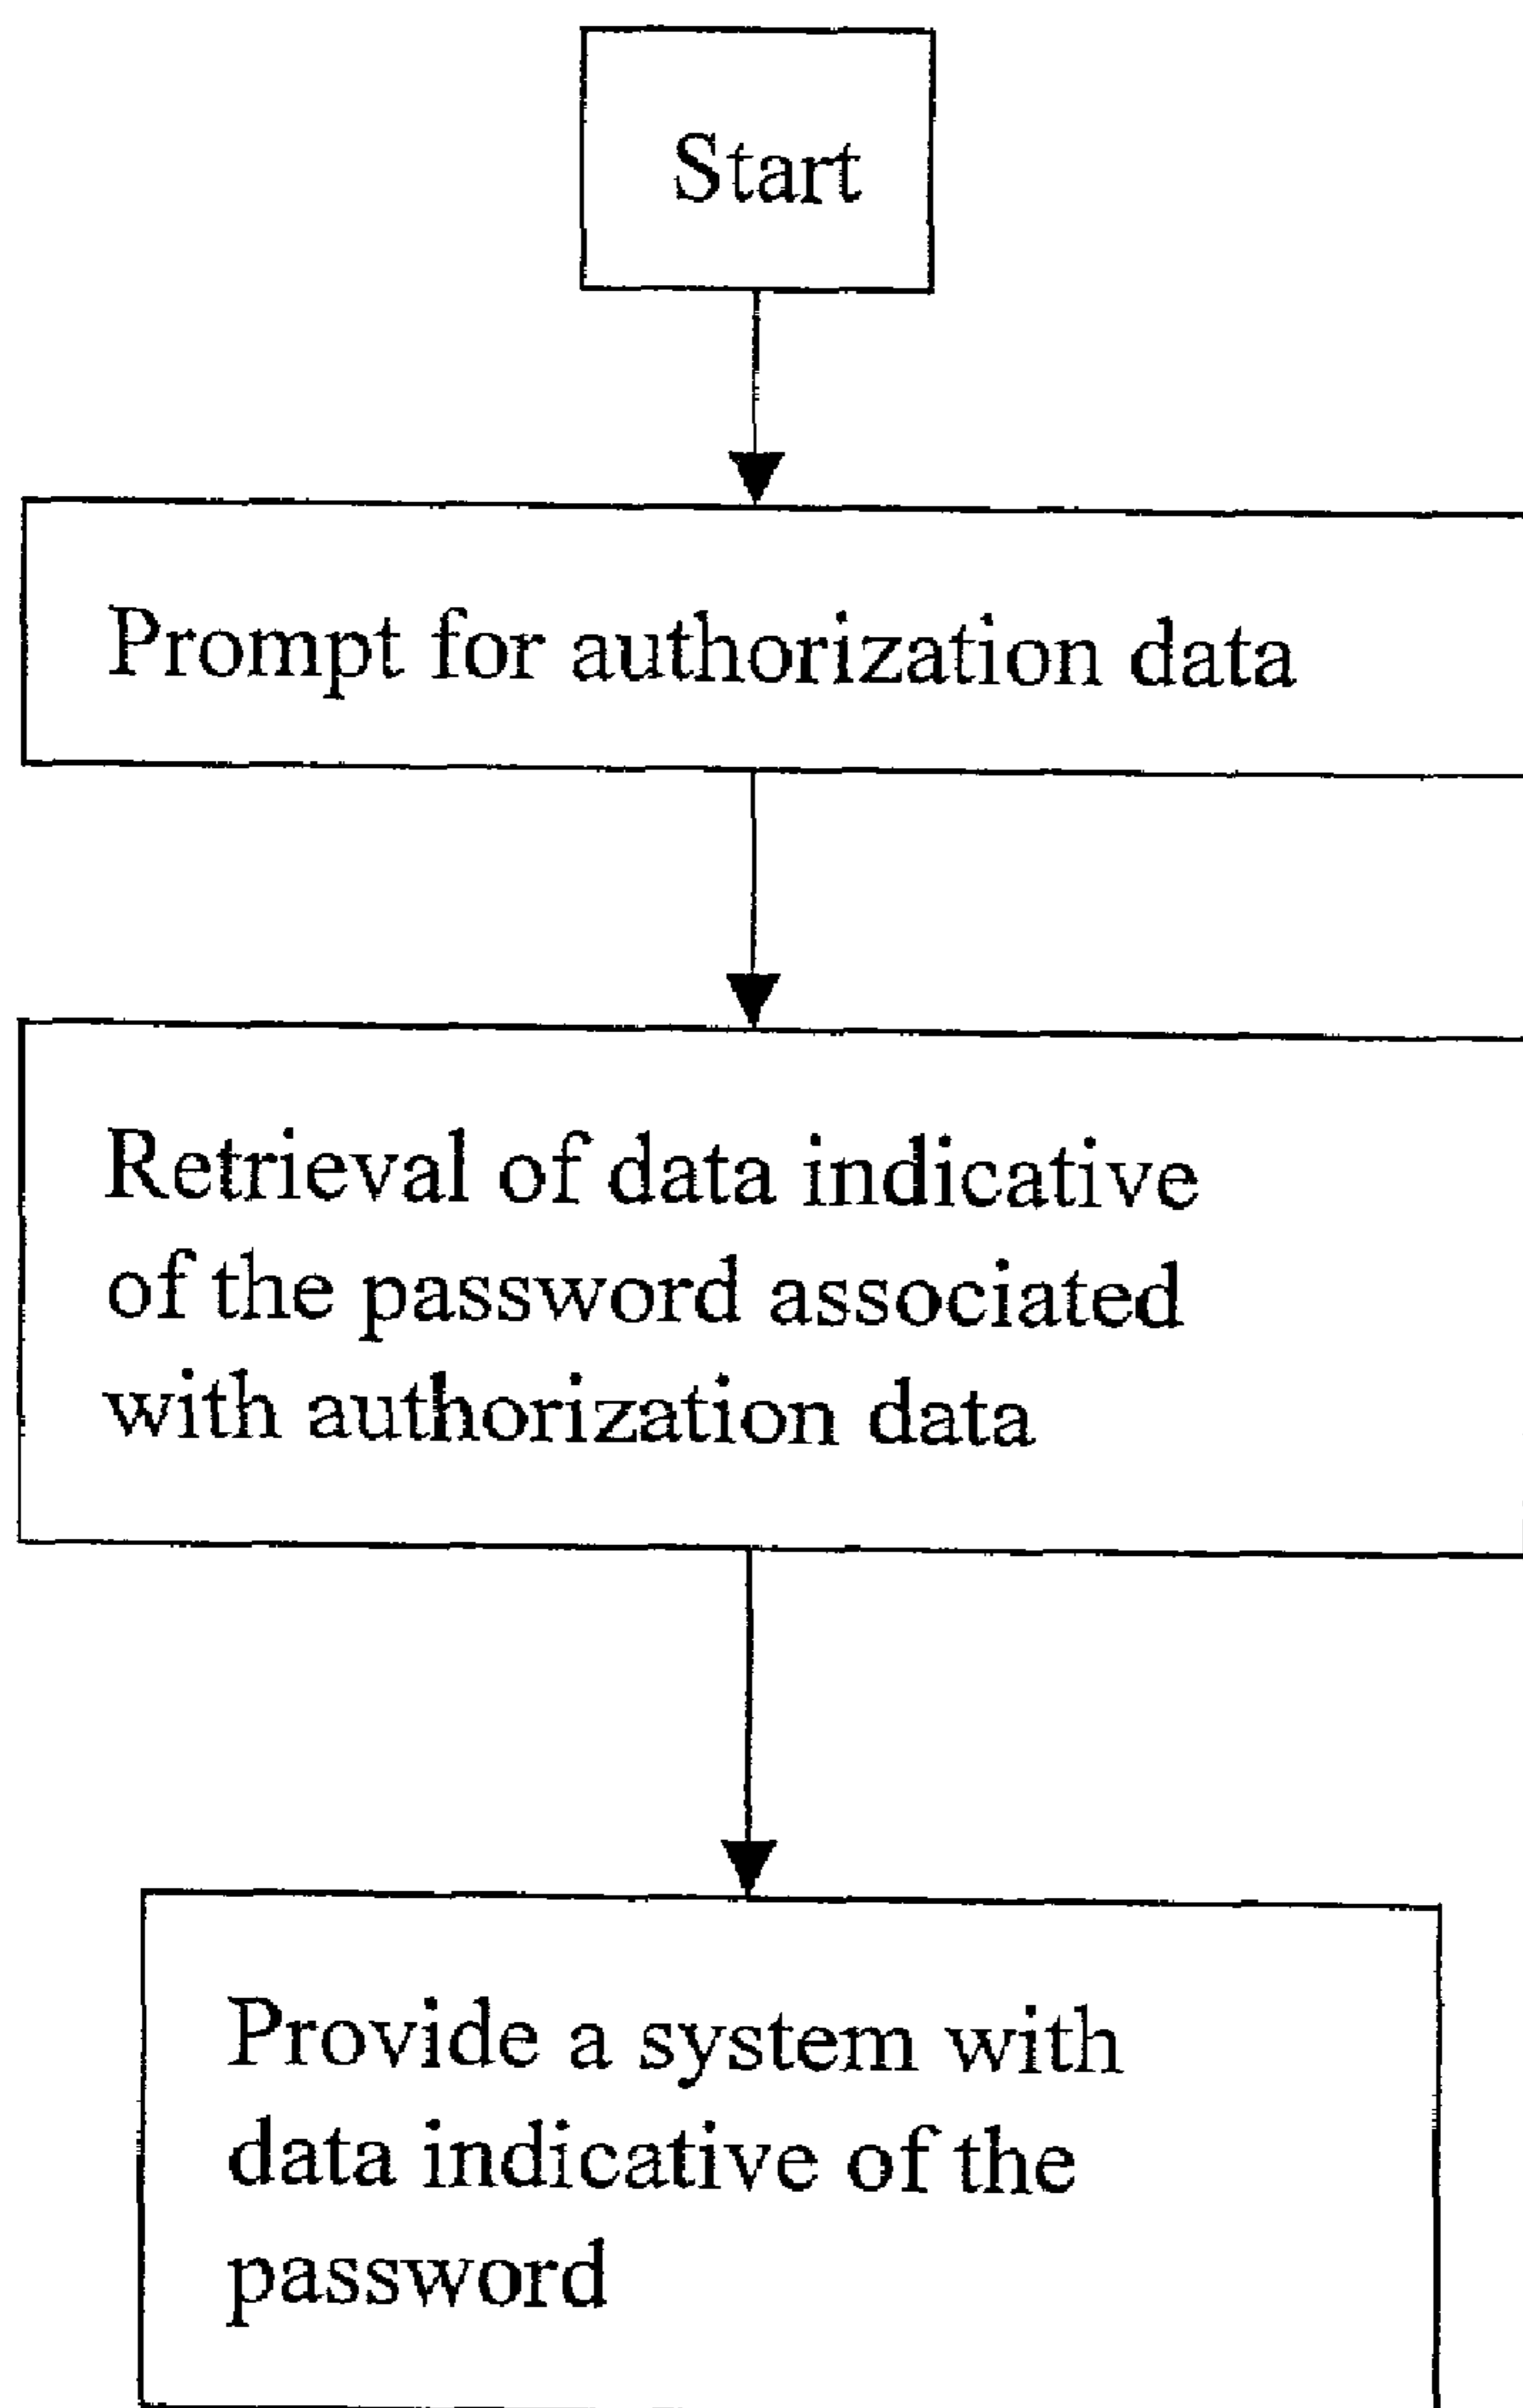 Start
Prompt for authorization data
Retrieval of data indicative
of the password associated
with authorization data
Provide a system with
data indicative of the
password